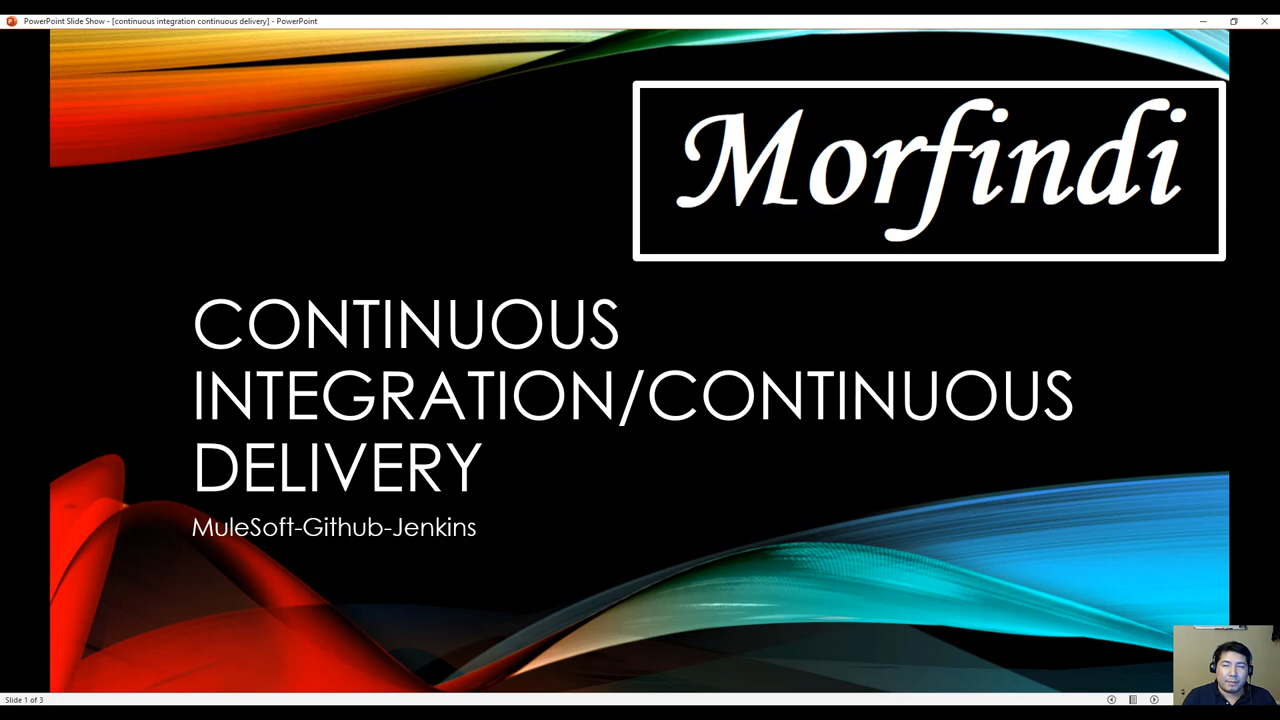 PowerPoint Slide Show - [continuous integration continuous delivery] - PowerPoint
Morfindi
CONTINUOUS
INTEGRATION/CONTINUOUS
DELIVERY
MuleSoft-Github-Jenkins
Slide 1 of 3